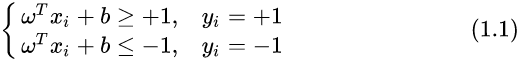 ω^T x_i + b ≥ +1, y_i = +1
ω^T x_i + b ≤ −1, y_i = −1 (1.1)